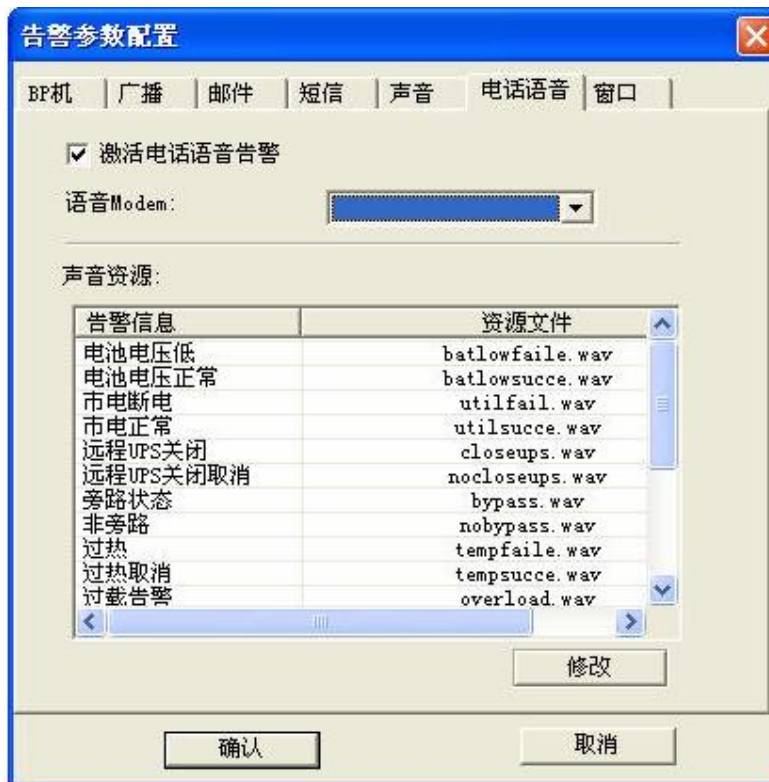 告警参数配置
BP机 广播 邮件 短信 声音 电话语音 窗口
激活电话语音告警
语音Modem:
声音资源:
告警信息 资源文件
电池电压低 batlowfaile.wav
电池电压正常 batlowsucce.wav
市电断电 utilfail.wav
市电正常 utilsucce.wav
远程UPS关闭 closeups.wav
远程UPS关闭取消 nocloseups.wav
旁路状态 bypass.wav
非旁路 nobypass.wav
过热 tempfaile.wav
过热取消 tempsucce.wav
过载告警 overload.wav
修改
确认 取消